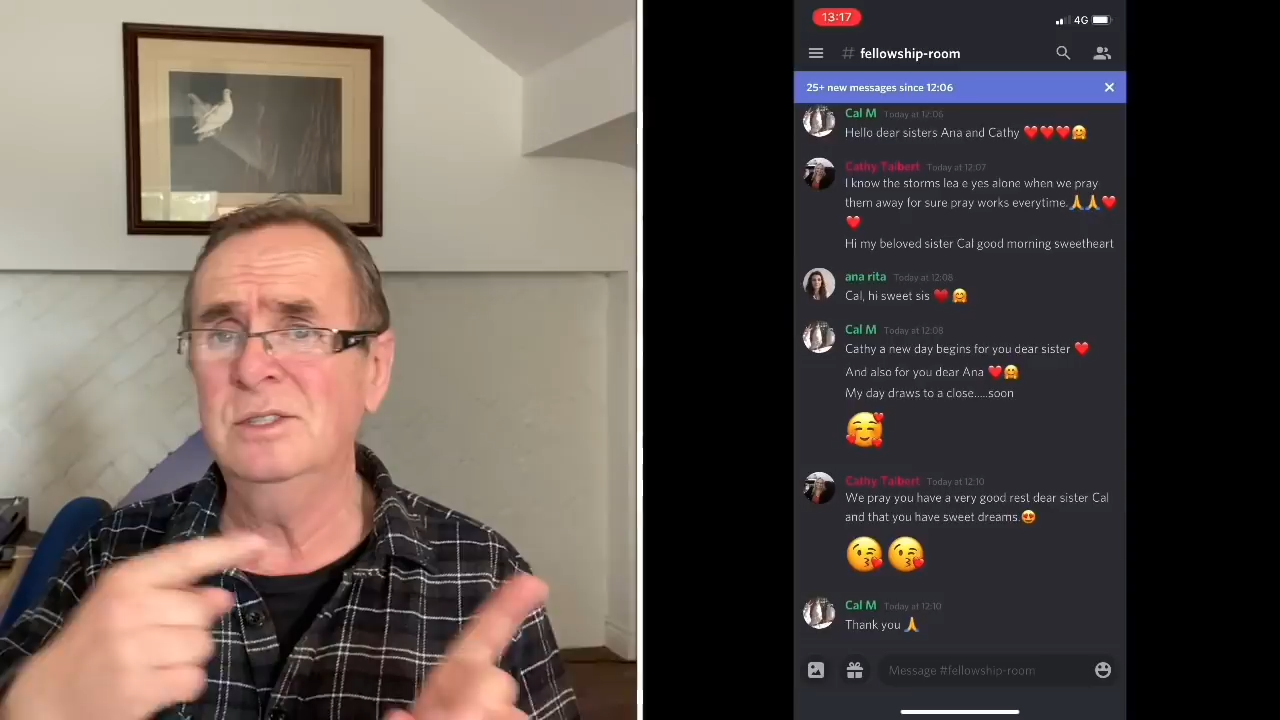 13:17
4G
# fellowship-room
25+ new messages since 12:06
Cal M Today at 12:06
Hello dear sisters Ana and Cathy ❤️❤️❤️🤗
Cathy Talbert Today at 12:07
I know the storms lea e yes alone when we pray
them away for sure pray works everytime.🙏🙏❤️
❤️
Hi my beloved sister Cal good morning sweetheart
ana rita Today at 12:08
Cal, hi sweet sis ❤️🤗
Cal M Today at 12:08
Cathy a new day begins for you dear sister ❤️
And also for you dear Ana ❤️🤗
My day draws to a close.....soon
🥰
Cathy Talbert Today at 12:10
We pray you have a very good rest dear sister Cal
and that you have sweet dreams.😍
😘😘
Cal M Today at 12:10
Thank you 🙏
Message #fellowship-room